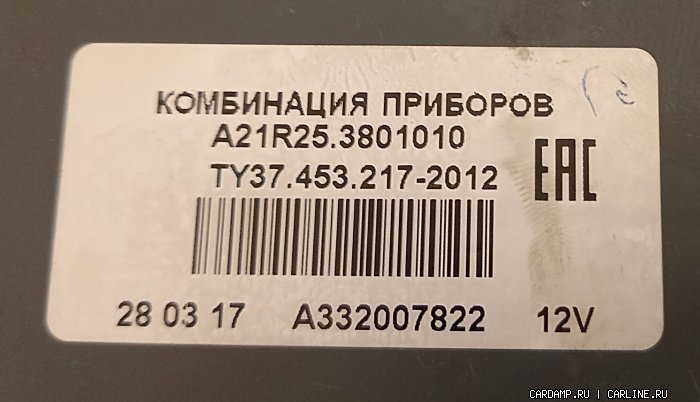 КОМБИНАЦИЯ ПРИБОРОВ
A21R25.3801010
ТУ37.453.217-2012
EAC
28 03 17 A332007822 12V
CARDAMP.RU | CARLINE.RU